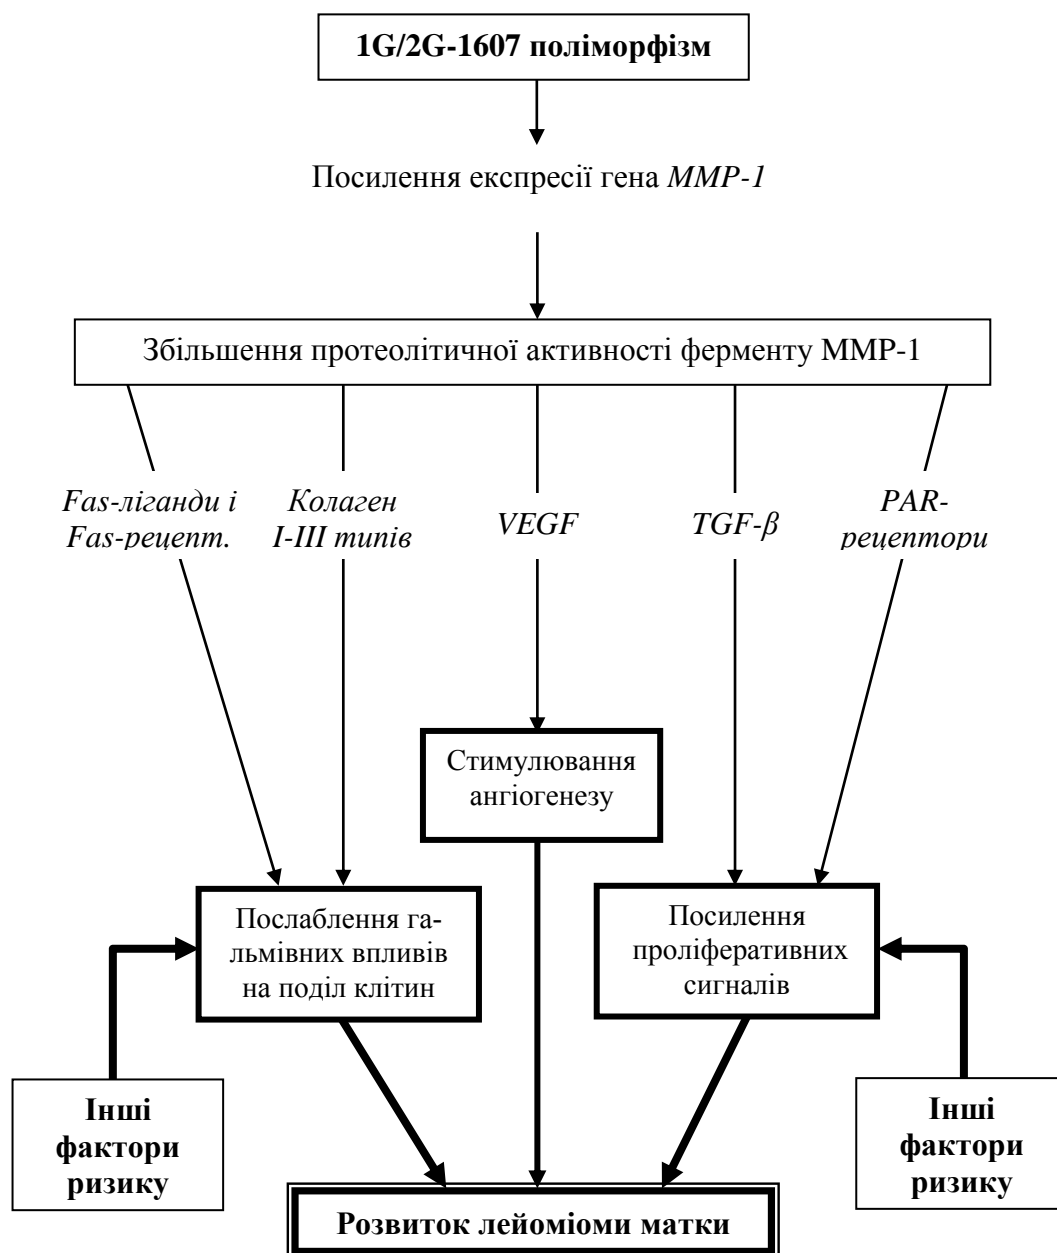 1G/2G-1607 поліморфізм
Посилення експресії гена MMP-1
Збільшення протеолітичної активності ферменту ММР-1
Fas-ліганди і
Fas-рецепт.
Колаген
I-III типів
VEGF
TGF-β
PAR-
рецептори
Стимулювання
ангіогенезу
Послаблення га-
льмівних впливів
на поділ клітин
Посилення
проліферативних
сигналів
Інші
фактори
ризику
Інші
фактори
ризику
Розвиток лейоміоми матки